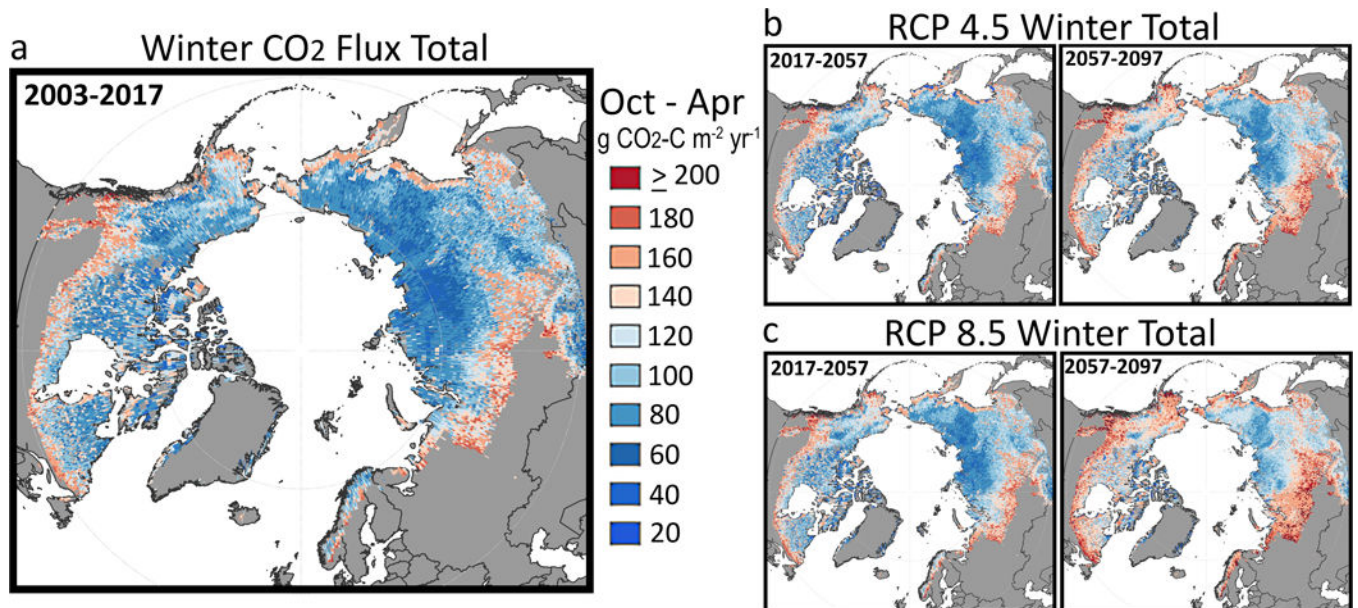 a
Winter CO2 Flux Total
2003-2017
Oct - Apr
g CO2-C m-2 yr-1
≥ 200
180
160
140
120
100
80
60
40
20
b
RCP 4.5 Winter Total
2017-2057
2057-2097
c
RCP 8.5 Winter Total
2017-2057
2057-2097